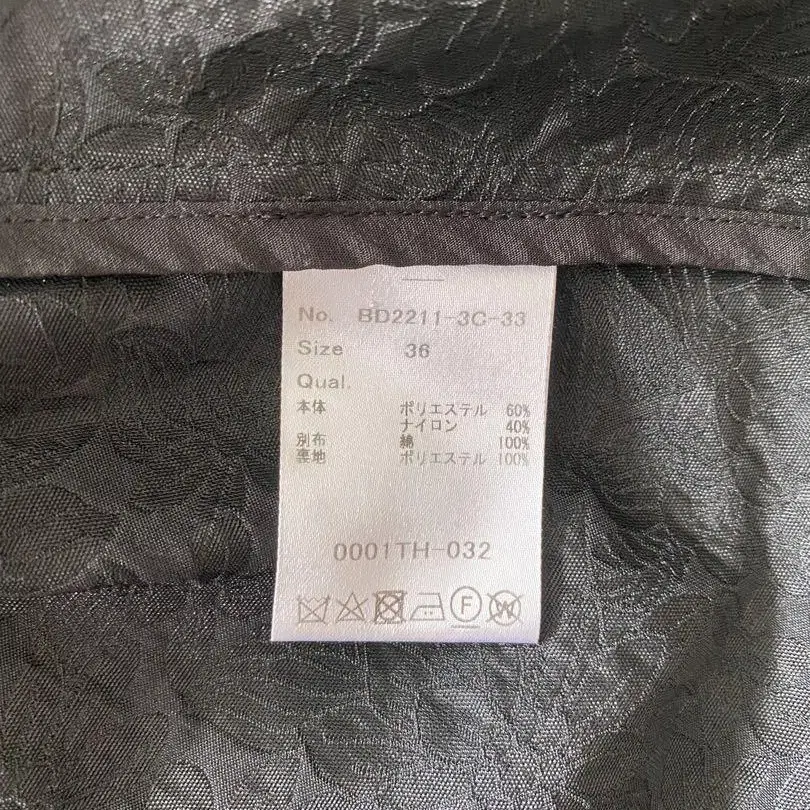 No. BD2211-3C-33
Size 36
Qual.
本体 ポリエステル 60%
ナイロン 40%
別布 綿 100%
裏地 ポリエステル 100%
0001TH-032
F W